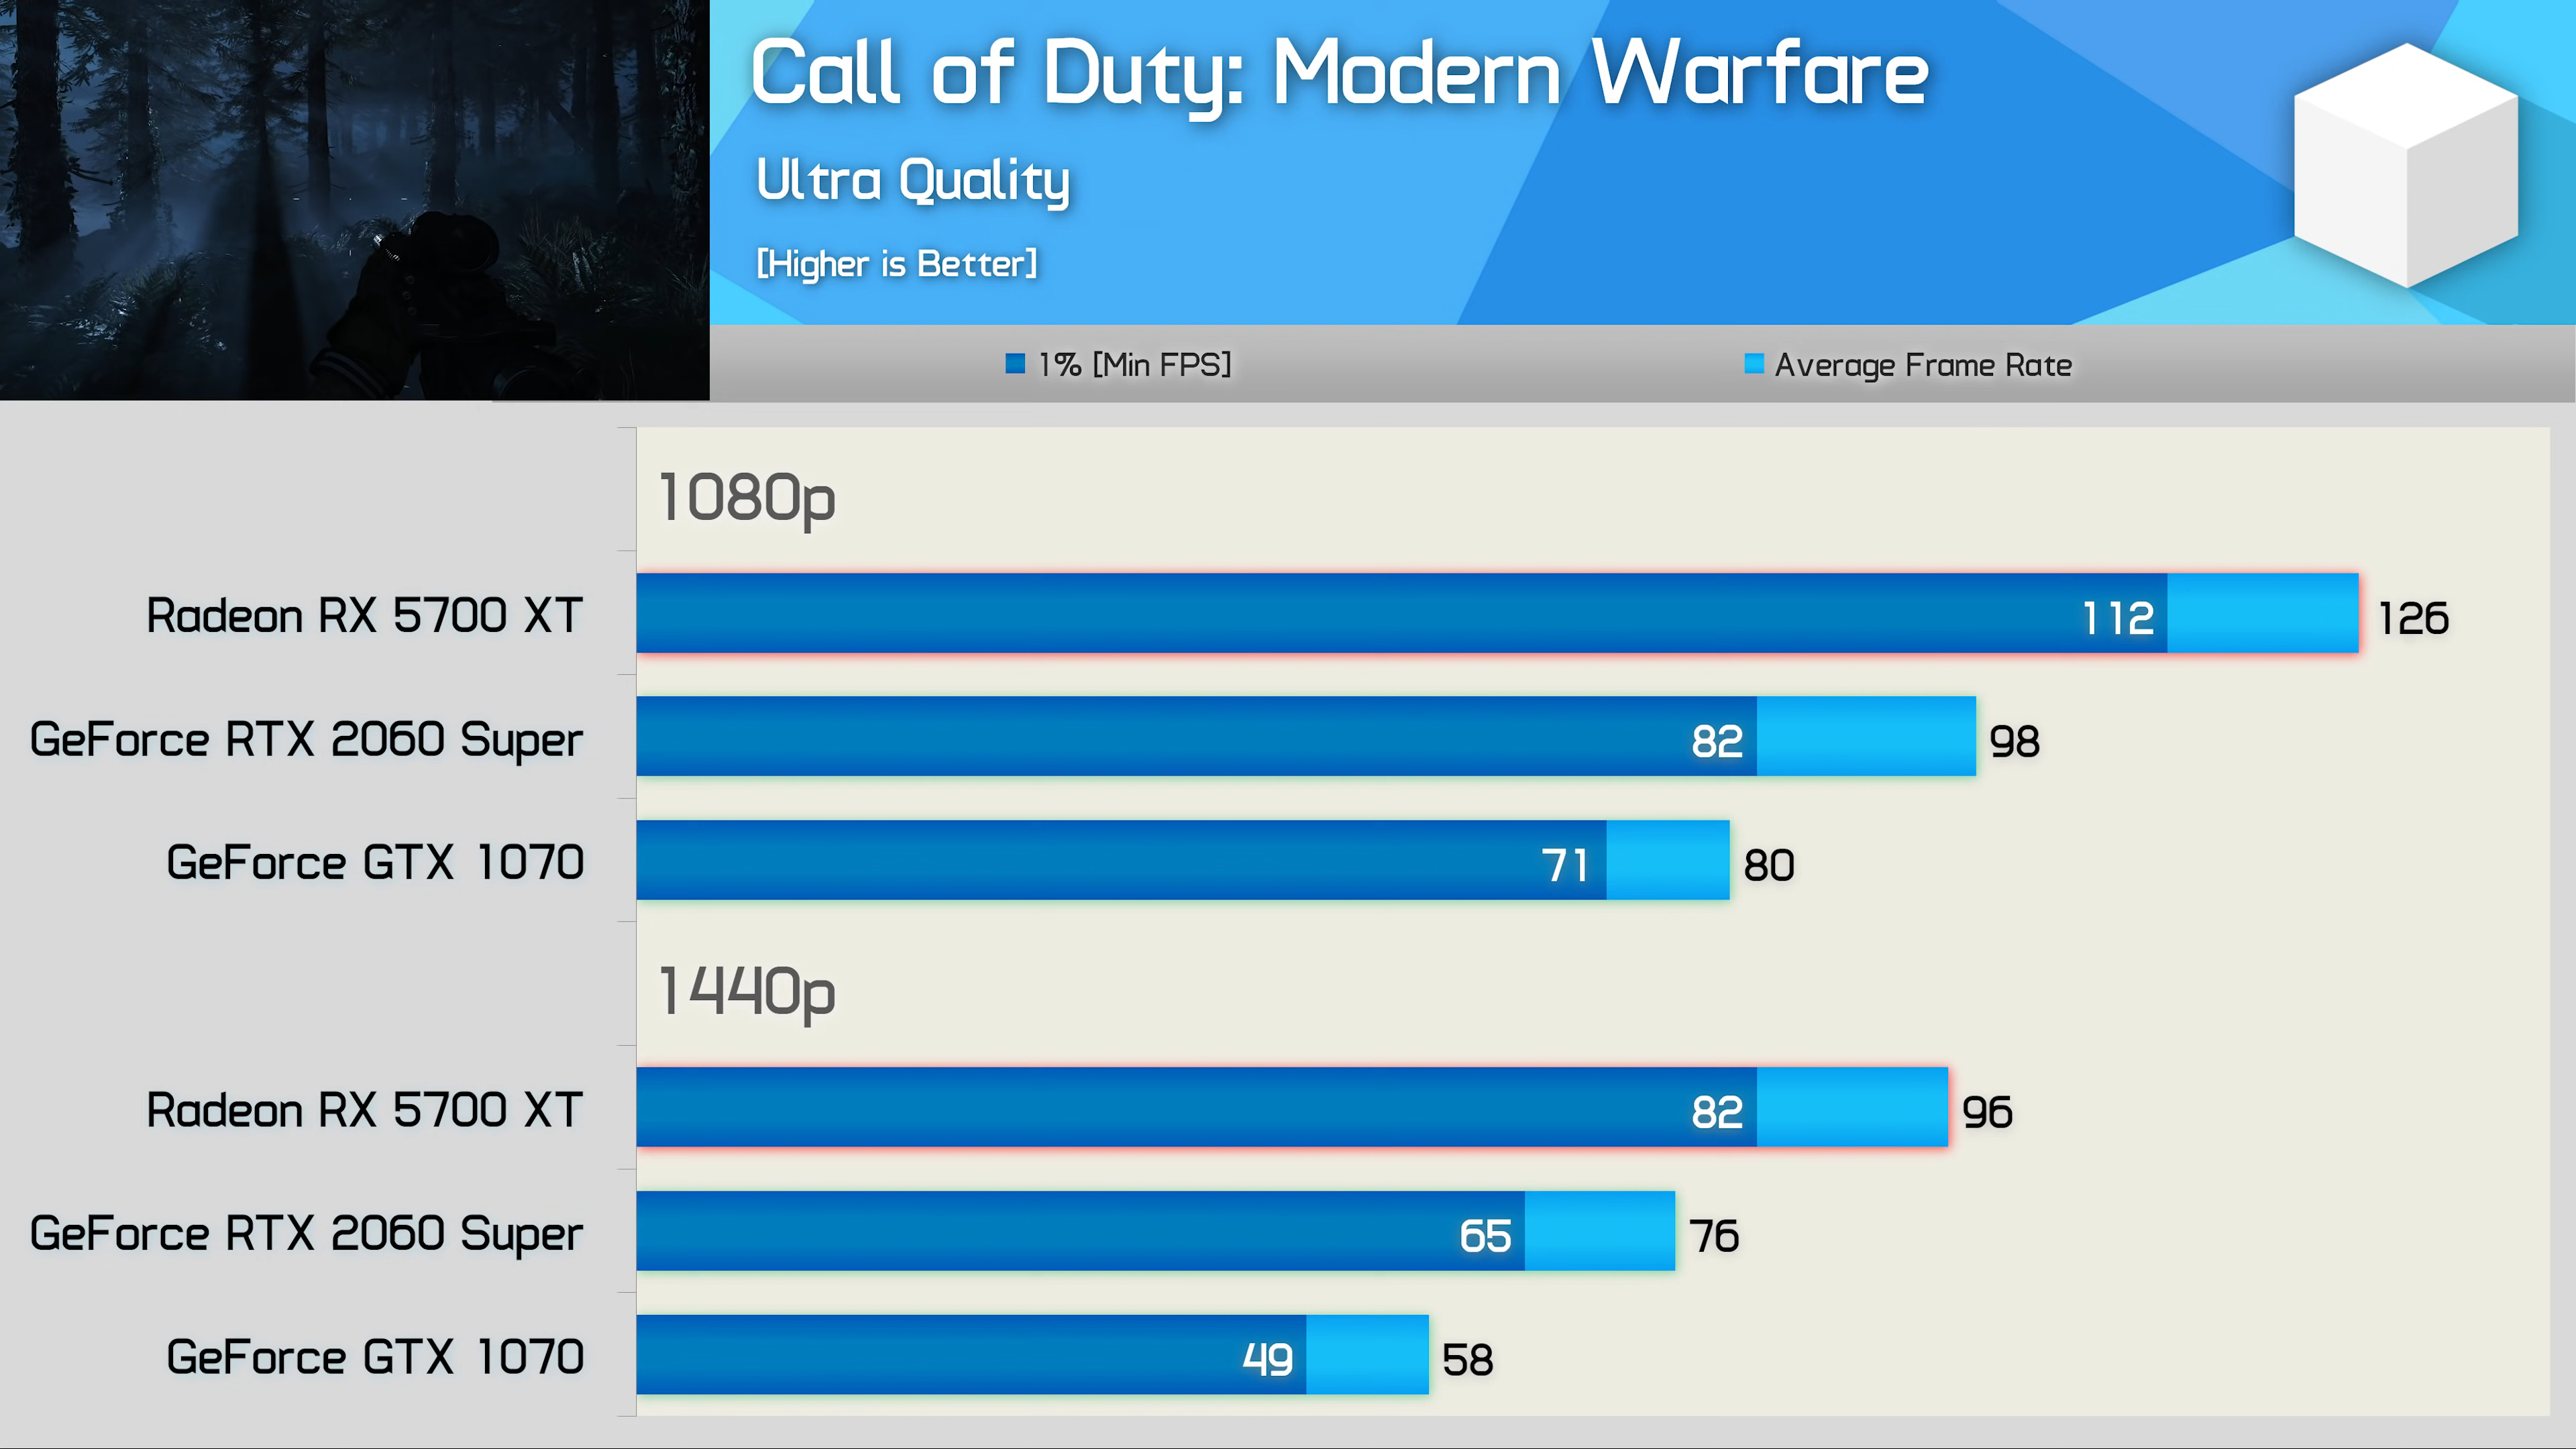 Call of Duty: Modern Warfare
Ultra Quality
[Higher is Better]
1% [Min FPS]
Average Frame Rate
1080p
Radeon RX 5700 XT 112 126
GeForce RTX 2060 Super 82 98
GeForce GTX 1070 71 80
1440p
Radeon RX 5700 XT 82 96
GeForce RTX 2060 Super 65 76
GeForce GTX 1070 49 58